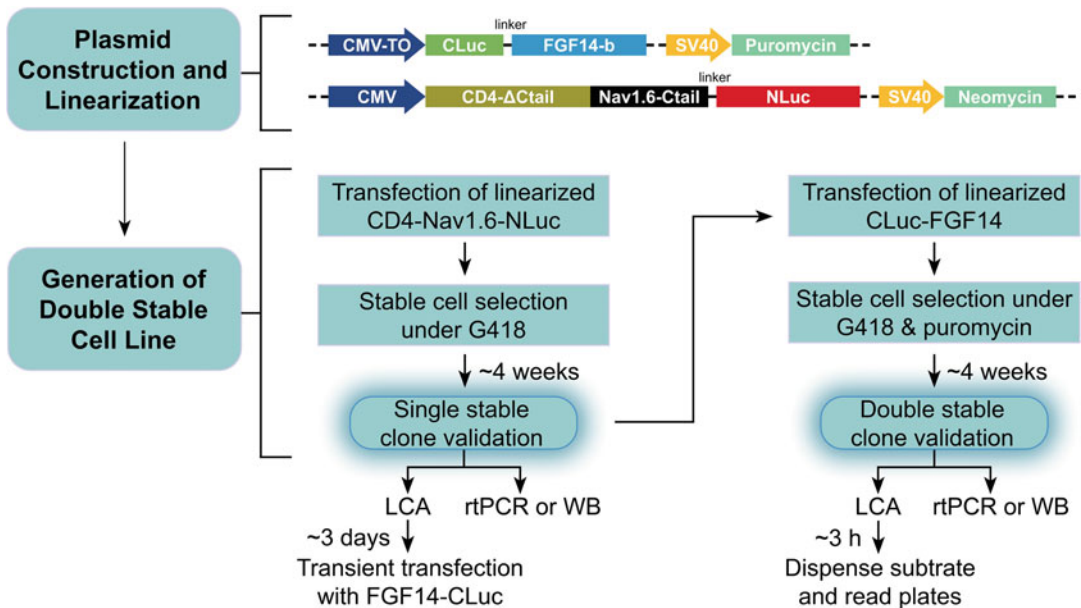 Plasmid
Construction and
Linearization
linker
CMV-TO CLuc FGF14-b SV40 Puromycin
linker
CMV CD4-ΔCtail Nav1.6-Ctail NLuc SV40 Neomycin
Generation of
Double Stable
Cell Line
Transfection of linearized
CD4-Nav1.6-NLuc
Stable cell selection
under G418
~4 weeks
Single stable
clone validation
LCA rtPCR or WB
~3 days
Transient transfection
with FGF14-CLuc
Transfection of linearized
CLuc-FGF14
Stable cell selection under
G418 & puromycin
~4 weeks
Double stable
clone validation
LCA rtPCR or WB
~3 h
Dispense subtrate
and read plates